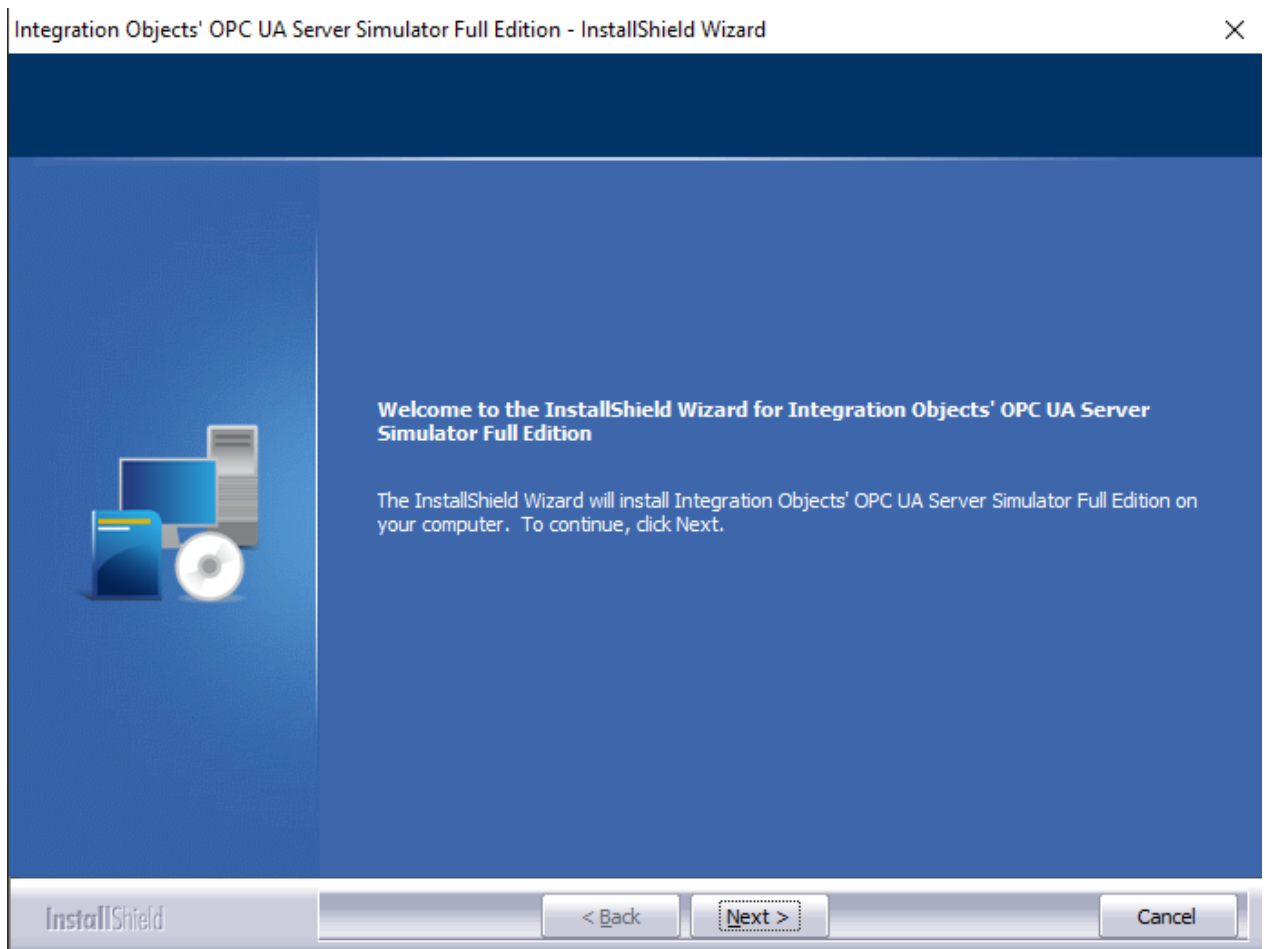 Integration Objects' OPC UA Server Simulator Full Edition - InstallShield Wizard
Welcome to the InstallShield Wizard for Integration Objects' OPC UA Server
Simulator Full Edition
The InstallShield Wizard will install Integration Objects' OPC UA Server Simulator Full Edition on
your computer.  To continue, click Next.
InstallShield
< Back
Next >
Cancel